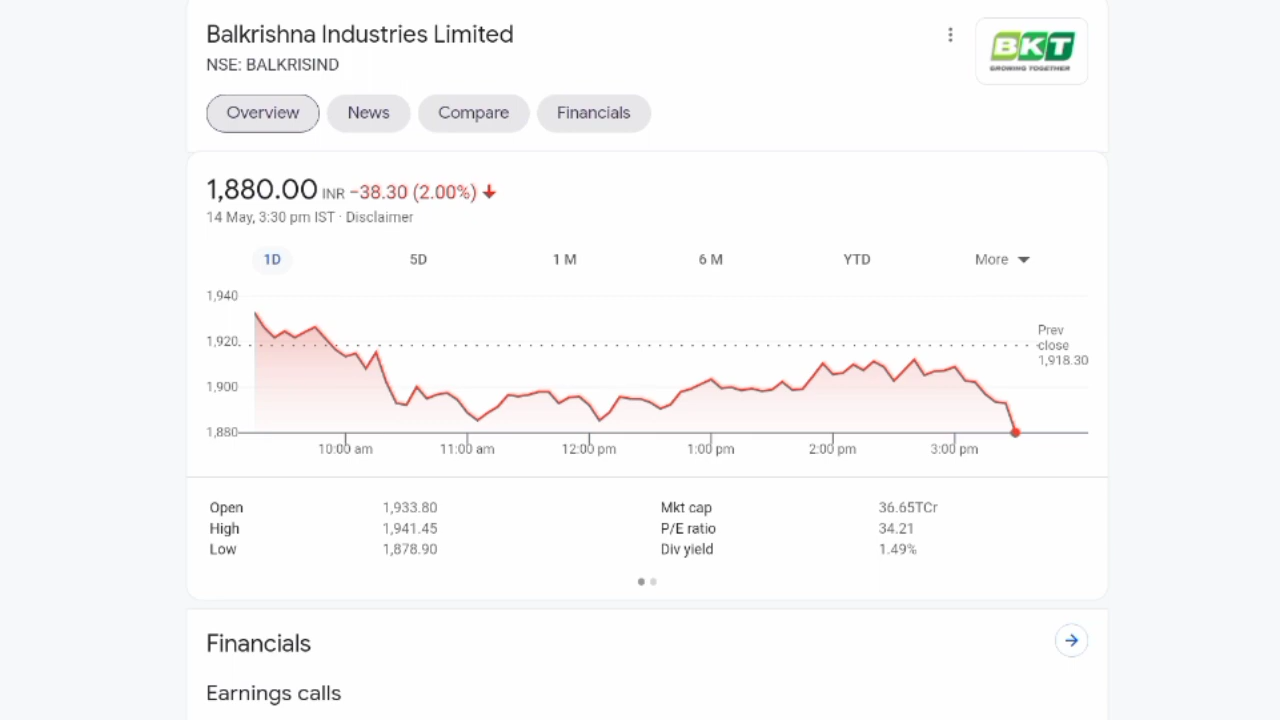 Balkrishna Industries Limited
NSE: BALKRISIND
BKT
GROWING TOGETHER
Overview News Compare Financials
1,880.00 INR −38.30 (2.00%)
14 May, 3:30 pm IST · Disclaimer
1D 5D 1 M 6 M YTD More
1,940
1,920
1,900
1,880
Prev
close
1,918.30
10:00 am 11:00 am 12:00 pm 1:00 pm 2:00 pm 3:00 pm
Open 1,933.80 Mkt cap 36.65TCr
High 1,941.45 P/E ratio 34.21
Low 1,878.90 Div yield 1.49%
Financials
Earnings calls